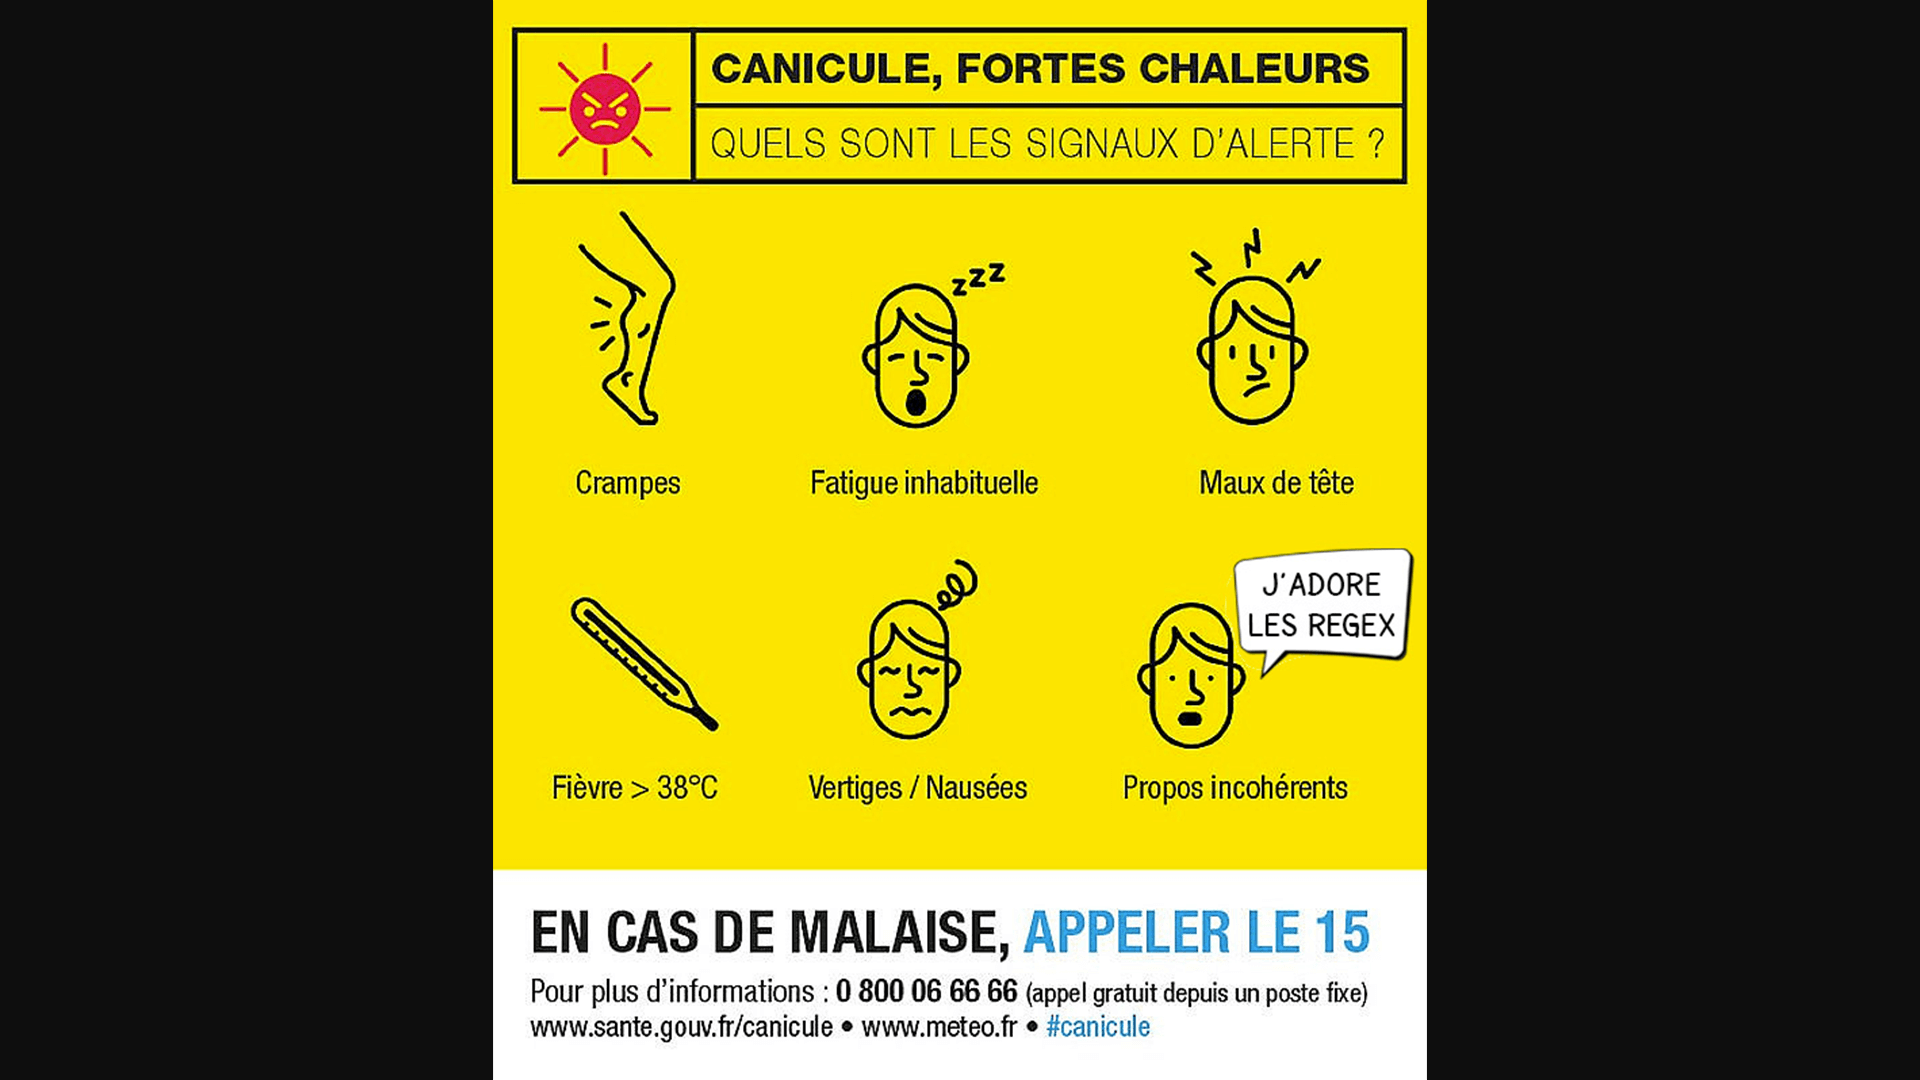 CANICULE, FORTES CHALEURS
QUELS SONT LES SIGNAUX D'ALERTE ?
zzz
Crampes
Fatigue inhabituelle
Maux de tête
J'ADORE
LES REGEX
Fièvre > 38°C
Vertiges / Nausées
Propos incohérents
EN CAS DE MALAISE, APPELER LE 15
Pour plus d'informations : 0 800 06 66 66 (appel gratuit depuis un poste fixe)
www.sante.gouv.fr/canicule • www.meteo.fr • #canicule